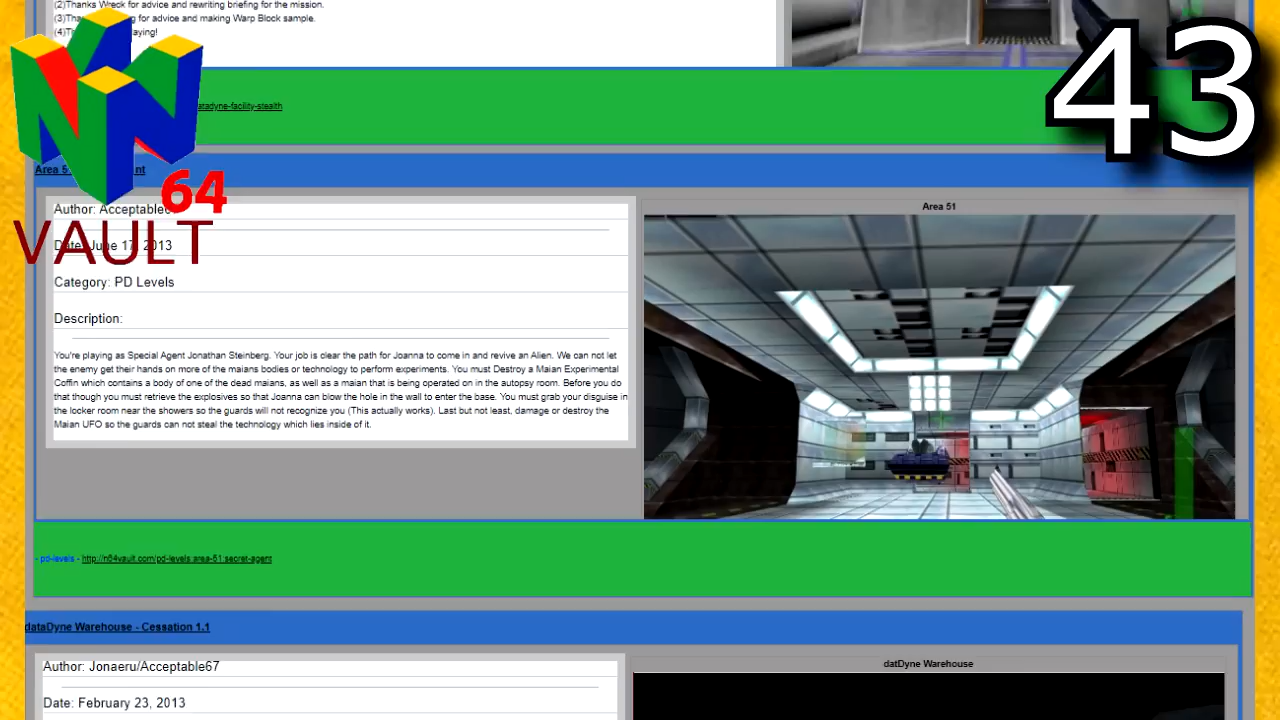 (2)Thanks Wreck for advice and rewriting briefing for the mission.
for advice and making Warp Block sample.
43
64
VAULT
Area
Author:
Date: June 17, 2013
Category: PD Levels
Description:
You're playing as Special Agent Jonathan Steinberg. Your job is clear the path for Joanna to come in and revive an Alien. We can not let
the enemy get their hands on more of the maians bodies or technology to perform experiments. You must Destroy a Maian Experimental
Coffin which contains a body of one of the dead maians, as well as a maian that is being operated on in the autopsy room. Before you do
that though you must retrieve the explosives so that Joanna can blow the hole in the wall to enter the base. You must grab your disguise in
the locker room near the showers so the guards will not recognize you (This actually works). Last but not least, damage or destroy the
Maian UFO so the guards can not steal the technology which lies inside of it.
Area 51
- pd-levels - http://n64vault.com/pd-levels:area-51:secret-agent
dataDyne Warehouse - Cessation 1.1
Author: Jonaeru/Acceptable67
Date: February 23, 2013
datDyne Warehouse